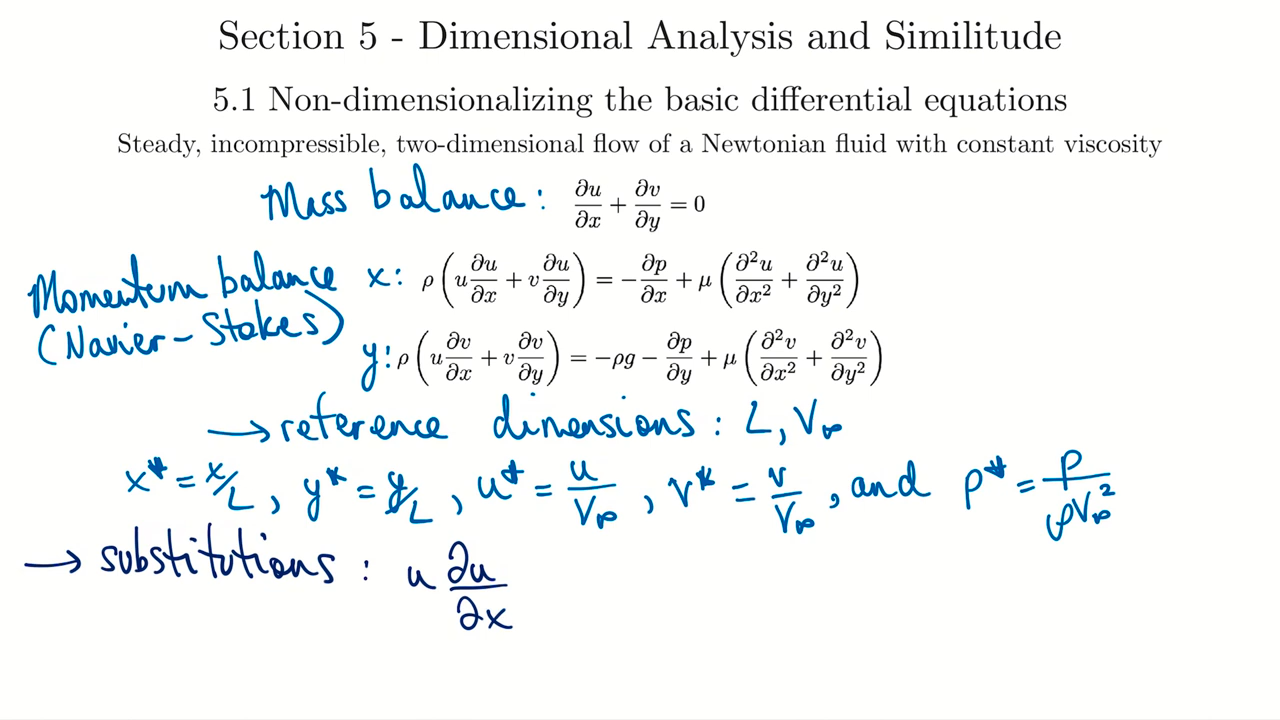 Section 5 - Dimensional Analysis and Similitude
5.1 Non-dimensionalizing the basic differential equations
Steady, incompressible, two-dimensional flow of a Newtonian fluid with constant viscosity
Mass balance: ∂u/∂x + ∂v/∂y = 0
Momentum balance x: ρ(u ∂u/∂x + v ∂u/∂y) = −∂p/∂x + μ(∂²u/∂x² + ∂²u/∂y²)
(Navier-Stokes)
y: ρ(u ∂v/∂x + v ∂v/∂y) = −ρg − ∂p/∂y + μ(∂²v/∂x² + ∂²v/∂y²)
→ reference dimensions: L, V∞
x* = x/L, y* = y/L, u* = u/V∞, v* = v/V∞, and p* = p/ρV∞²
→ substitutions: u ∂u/∂x